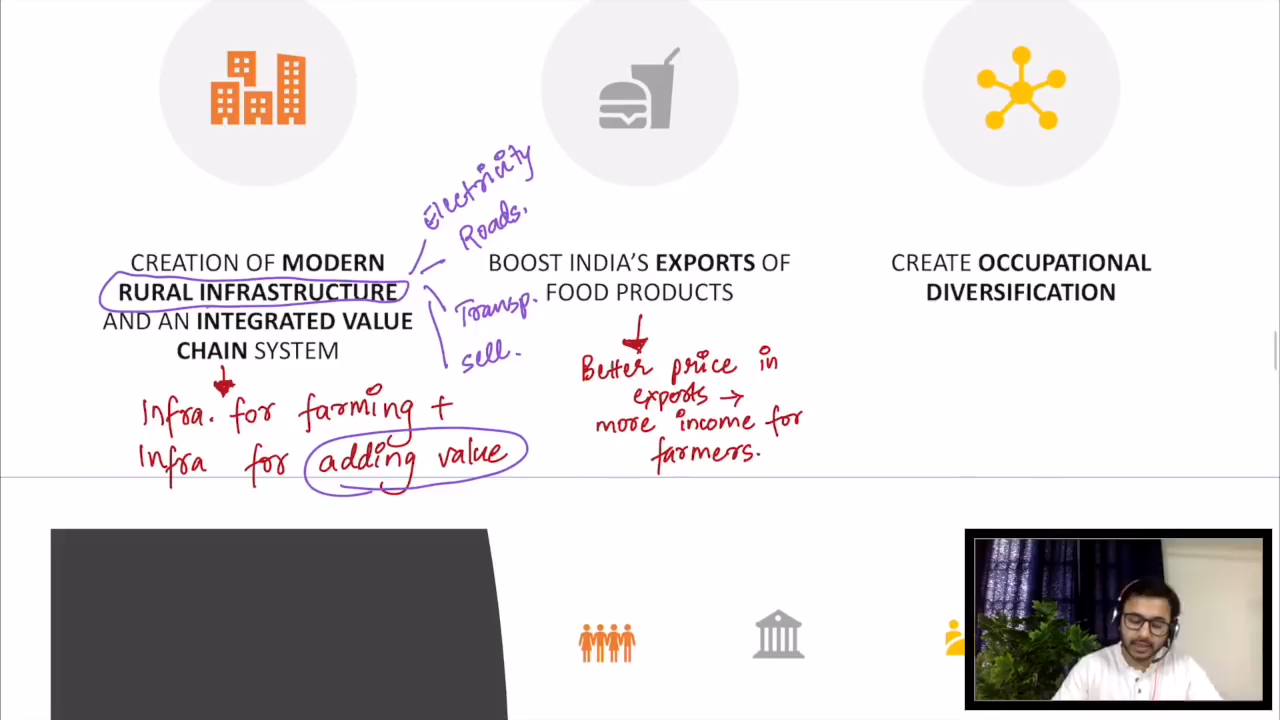 CREATION OF MODERN
RURAL INFRASTRUCTURE
AND AN INTEGRATED VALUE
CHAIN SYSTEM
Electricity
Roads.
Transp.
sell.
Infra. for farming +
Infra for adding value
BOOST INDIA'S EXPORTS OF
FOOD PRODUCTS
Better price in
exports →
more income for
farmers.
CREATE OCCUPATIONAL
DIVERSIFICATION